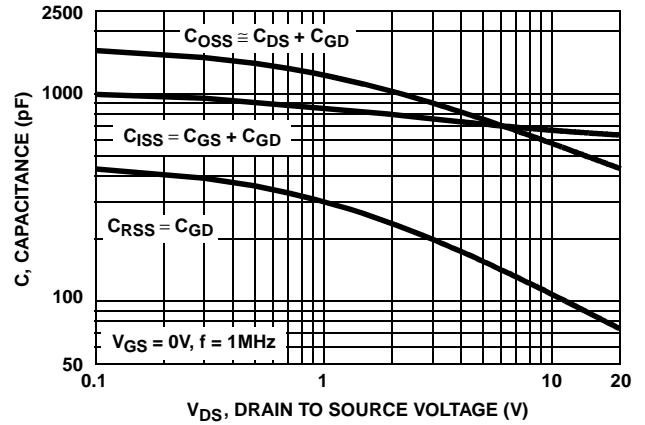 2500
C_OSS ≅ C_DS + C_GD
1000
C_ISS = C_GS + C_GD
C, CAPACITANCE (pF)
C_RSS = C_GD
100
V_GS = 0V, f = 1MHz
50
0.1 1 10 20
V_DS, DRAIN TO SOURCE VOLTAGE (V)